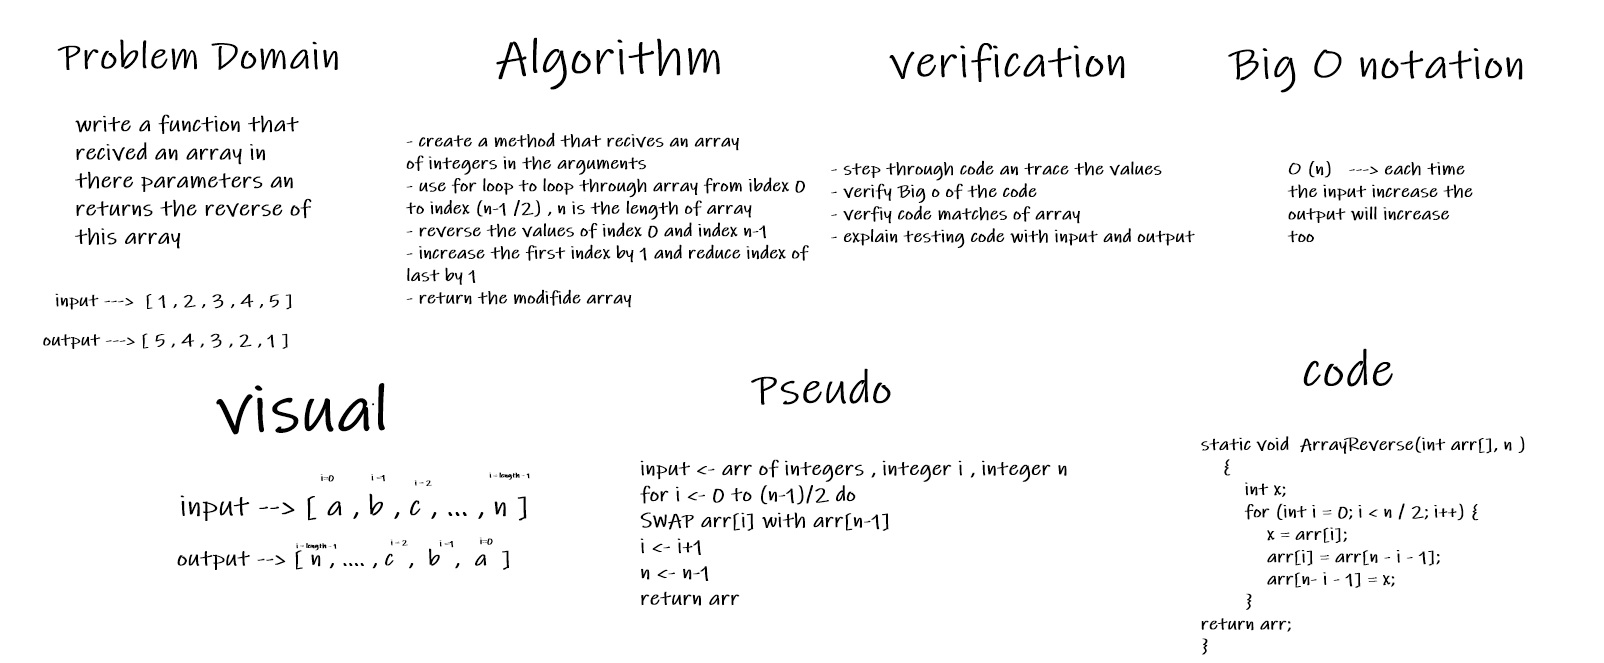 Problem Domain
write a function that
recived an array in
there parameters an
returns the reverse of
this array
input ---> [ 1 , 2 , 3 , 4 , 5 ]
output ---> [ 5 , 4 , 3 , 2 , 1 ]
Algorithm
- create a method that recives an array
of integers in the arguments
- use for loop to loop through array from ibdex 0
to index (n-1 /2) , n is the length of array
- reverse the values of index 0 and index n-1
- increase the first index by 1 and reduce index of
last by 1
- return the modifide array
verification
- step through code an trace the values
- verify Big o of the code
- verfiy code matches of array
- explain testing code with input and output
Big O notation
O (n) ---> each time
the input increase the
output will increase
too
visual
i=0 i-1 i-2 i-length-1
input --> [ a , b , c , ... , n ]
i-length-1 i-2 i-1 i=0
output --> [ n , .... , c , b , a ]
Pseudo
input <- arr of integers , integer i , integer n
for i <- 0 to (n-1)/2 do
SWAP arr[i] with arr[n-1]
i <- i+1
n <- n-1
return arr
code
static void ArrayReverse(int arr[], n )
{
int x;
for (int i = 0; i < n / 2; i++) {
x = arr[i];
arr[i] = arr[n - i - 1];
arr[n- i - 1] = x;
}
return arr;
}